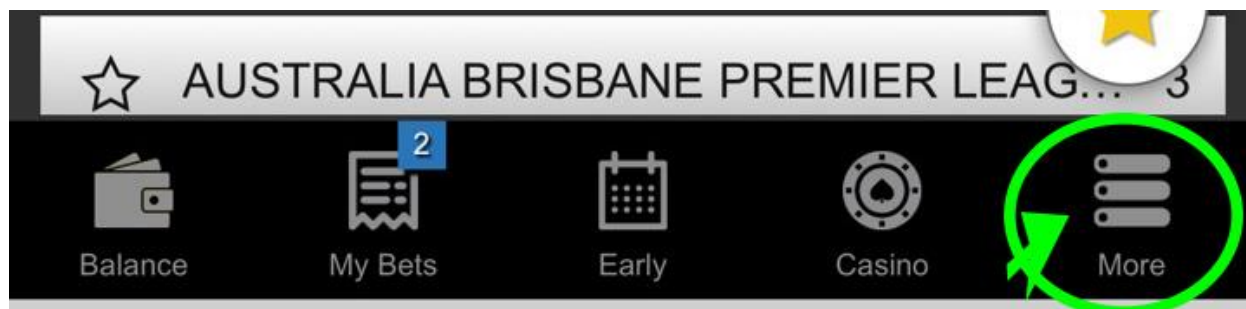 AUSTRALIA BRISBANE PREMIER LEAG... 3
2
Balance My Bets Early Casino More